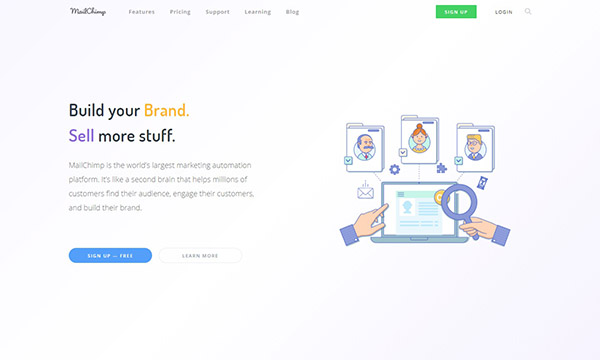 MailChimp
Features
Pricing
Support
Learning
Blog
SIGN UP
LOGIN
Build your Brand.
Sell more stuff.
MailChimp is the world's largest marketing automation
platform. It's like a second brain that helps millions of
customers find their audience, engage their customers,
and build their brand.
SIGN UP — FREE
LEARN MORE